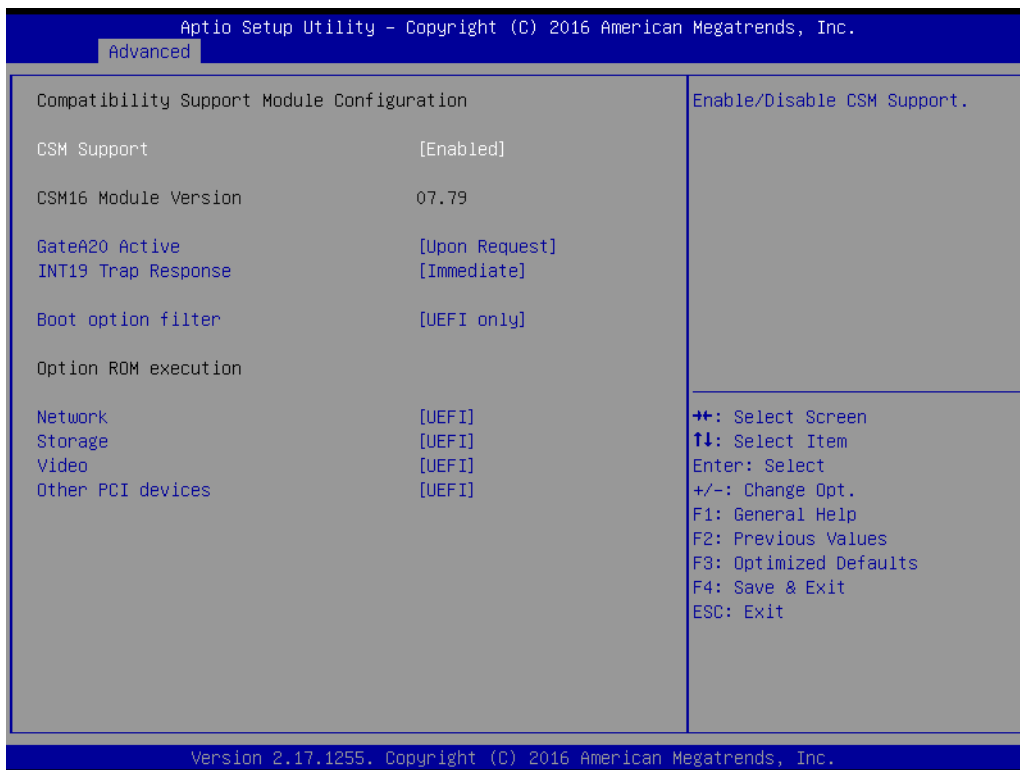 Aptio Setup Utility – Copyright (C) 2016 American Megatrends, Inc.
Advanced
Compatibility Support Module Configuration
CSM Support [Enabled]
CSM16 Module Version 07.79
GateA20 Active [Upon Request]
INT19 Trap Response [Immediate]
Boot option filter [UEFI only]
Option ROM execution
Network [UEFI]
Storage [UEFI]
Video [UEFI]
Other PCI devices [UEFI]
Enable/Disable CSM Support.
→←: Select Screen
↑↓: Select Item
Enter: Select
+/-: Change Opt.
F1: General Help
F2: Previous Values
F3: Optimized Defaults
F4: Save & Exit
ESC: Exit
Version 2.17.1255. Copyright (C) 2016 American Megatrends, Inc.